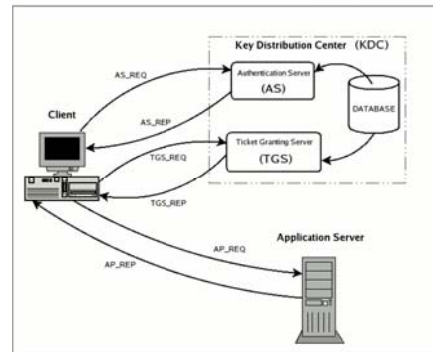 Key Distribution Center (KDC)
Authentication Server
(AS)
AS_REQ
Client
AS_REP
DATABASE
Ticket Granting Server
(TGS)
TGS_REQ
TGS_REP
Application Server
AP_REQ
AP_REP